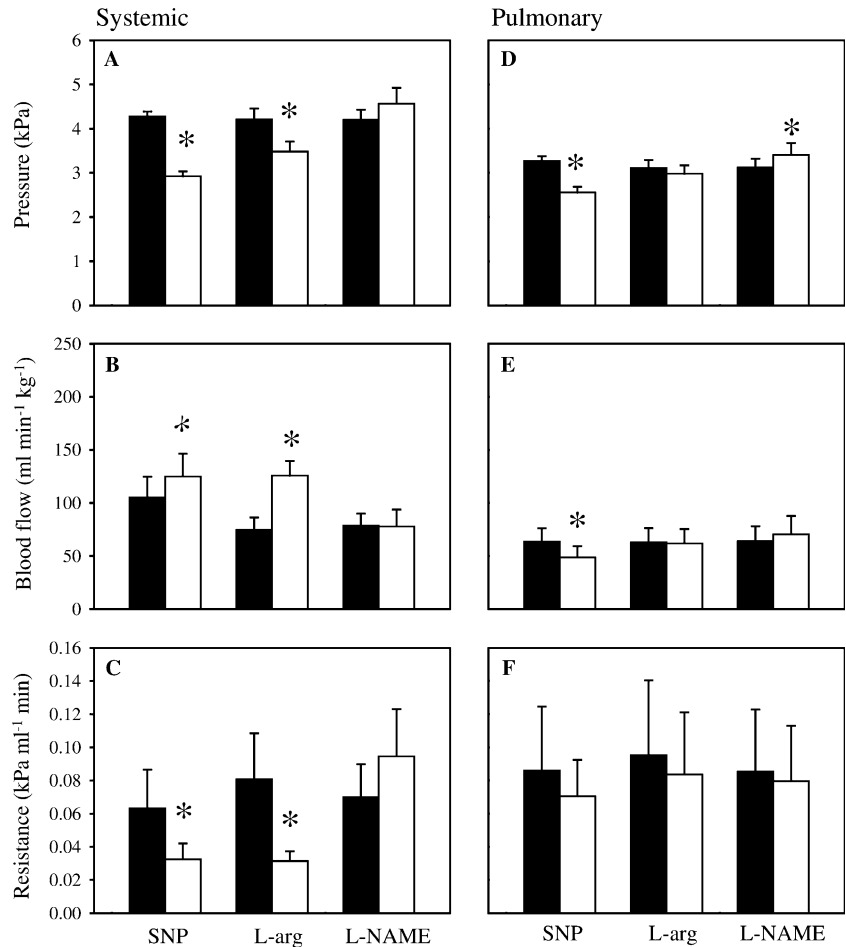 Systemic
Pulmonary
A
D
6
5
4
3
2
1
0
Pressure (kPa)
*
*
*
*
B
E
250
200
150
100
50
0
Blood flow (ml min-1 kg-1)
*
*
*
C
F
0.16
0.14
0.12
0.10
0.08
0.06
0.04
0.02
0.00
Resistance (kPa ml-1 min)
*
*
SNP L-arg L-NAME
SNP L-arg L-NAME